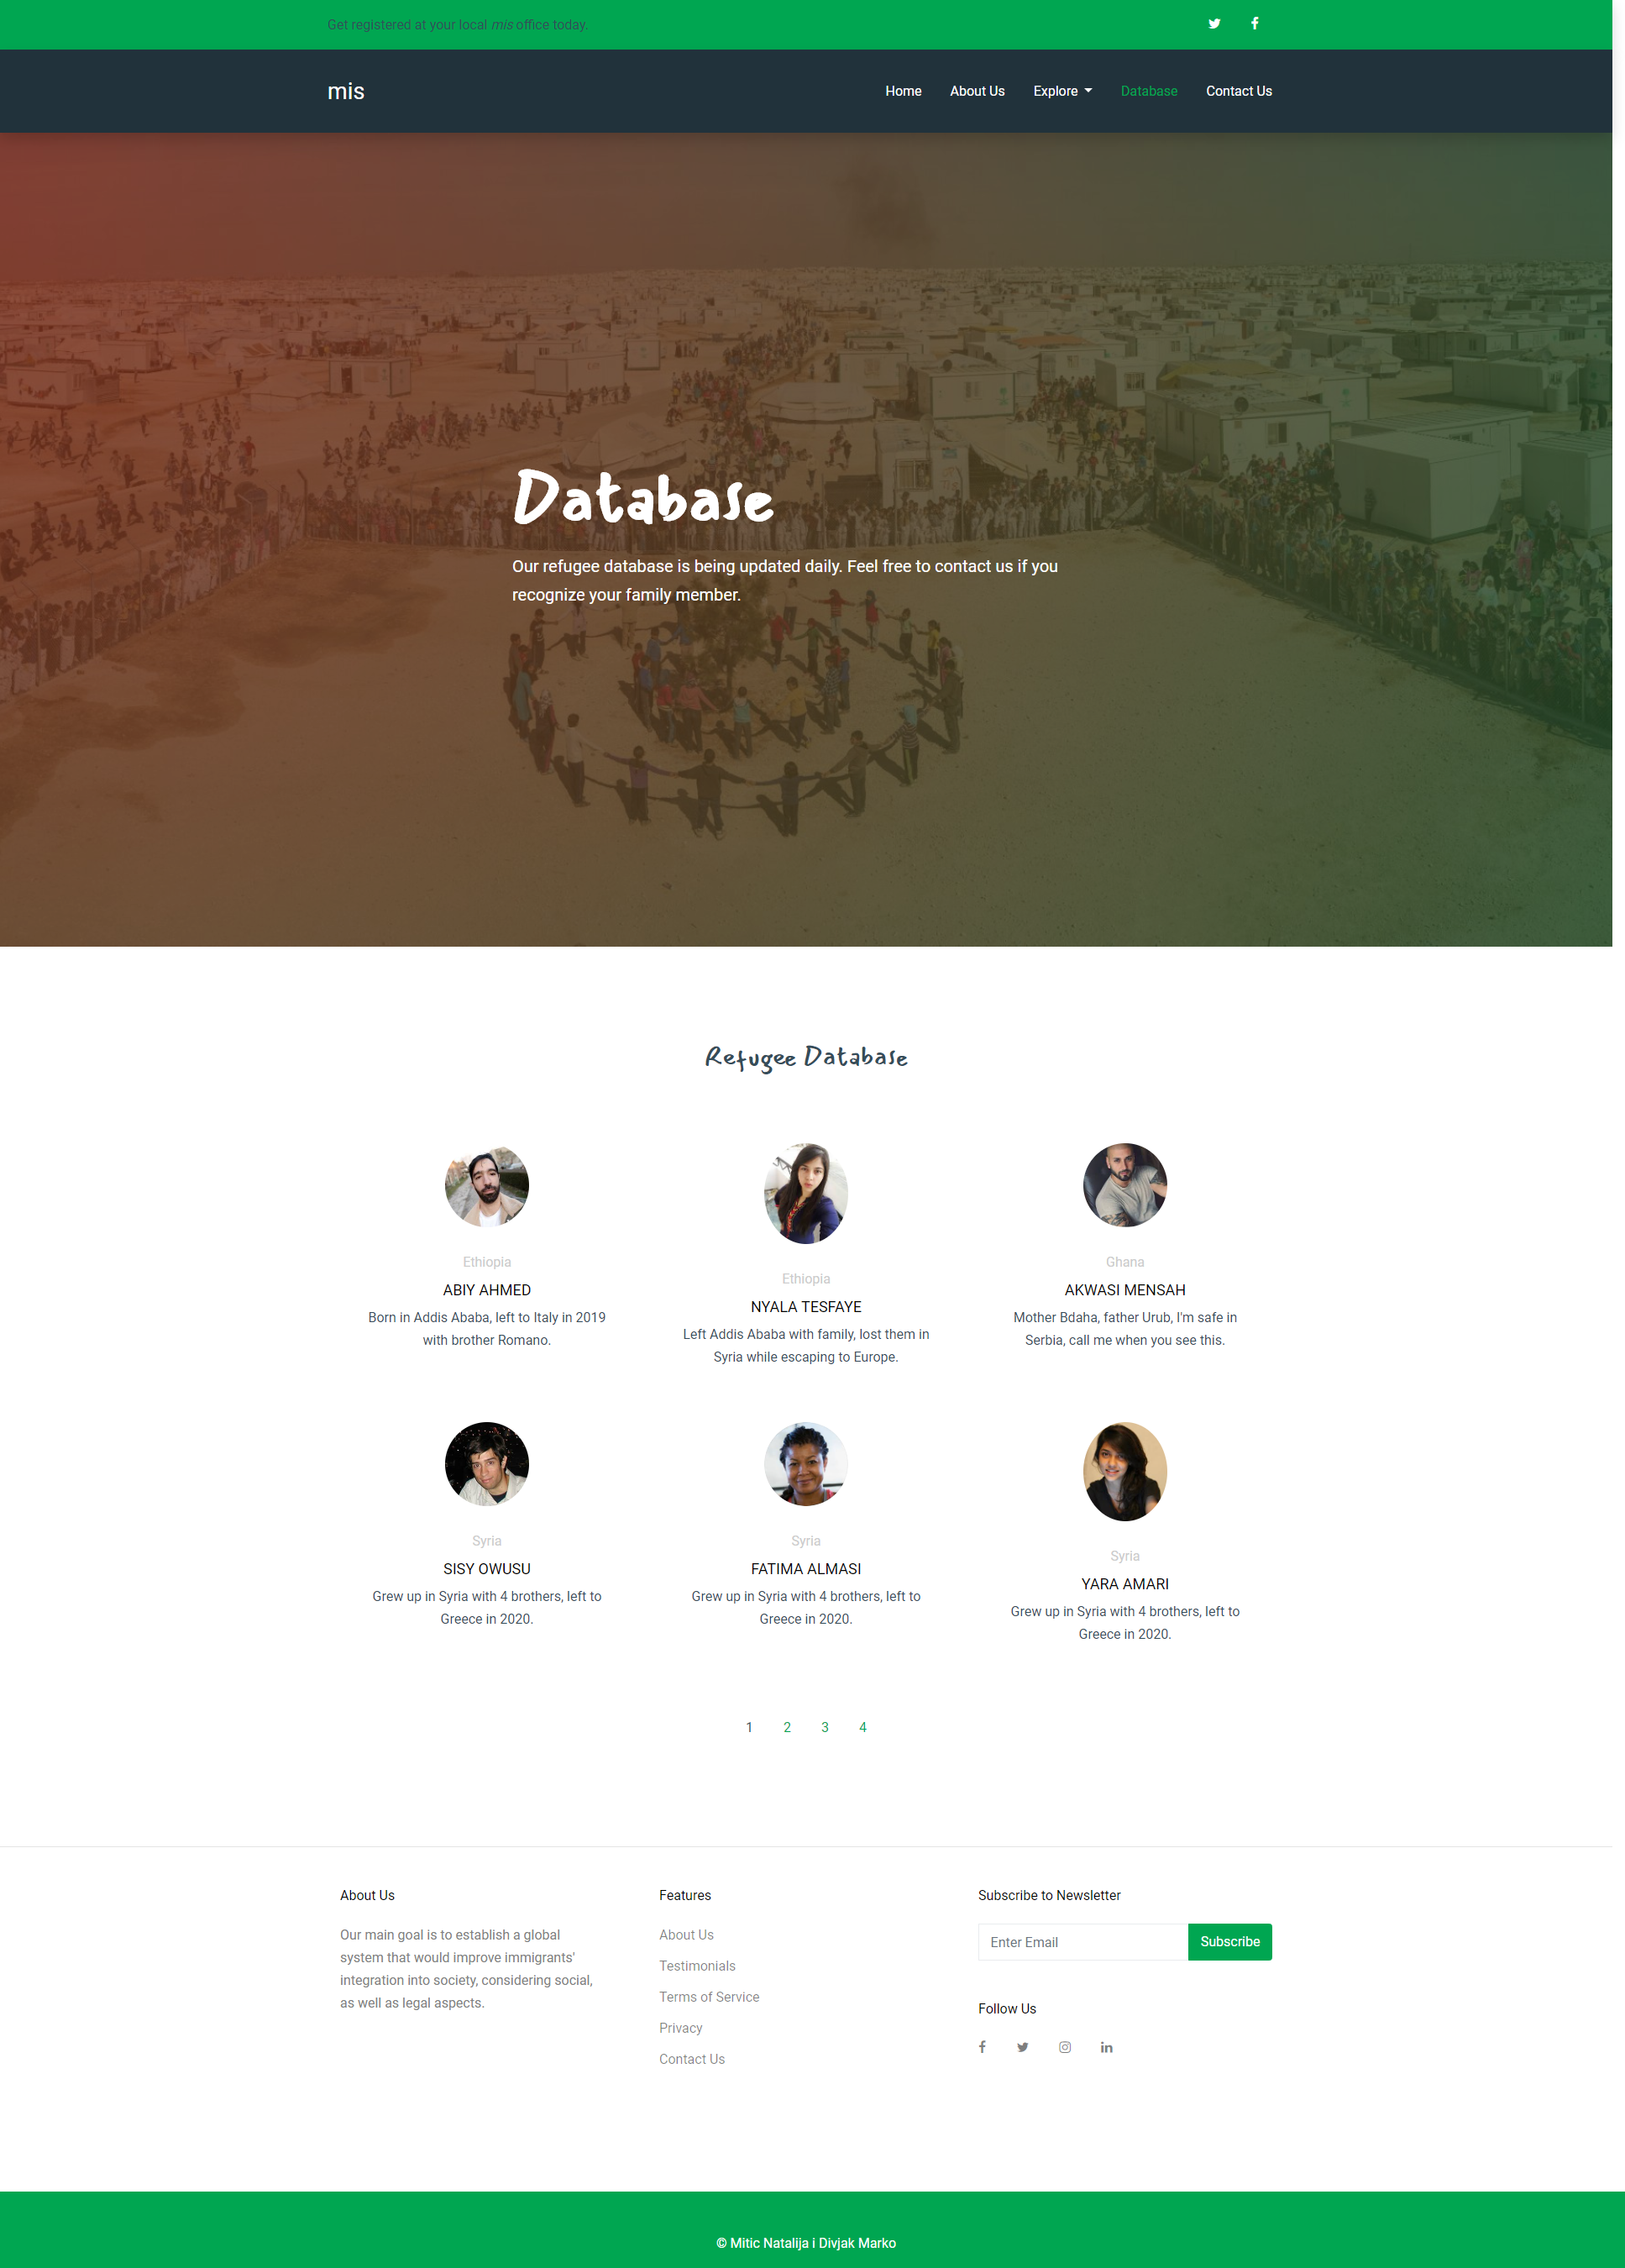 Get registered at your local mis office today.
mis
Home About Us Explore Database Contact Us
Database
Our refugee database is being updated daily. Feel free to contact us if you
recognize your family member.
Refugee Database
Ethiopia
ABIY AHMED
Born in Addis Ababa, left to Italy in 2019
with brother Romano.
Ethiopia
NYALA TESFAYE
Left Addis Ababa with family, lost them in
Syria while escaping to Europe.
Ghana
AKWASI MENSAH
Mother Bdaha, father Urub, I'm safe in
Serbia, call me when you see this.
Syria
SISY OWUSU
Grew up in Syria with 4 brothers, left to
Greece in 2020.
Syria
FATIMA ALMASI
Grew up in Syria with 4 brothers, left to
Greece in 2020.
Syria
YARA AMARI
Grew up in Syria with 4 brothers, left to
Greece in 2020.
1 2 3 4
About Us
Our main goal is to establish a global
system that would improve immigrants'
integration into society, considering social,
as well as legal aspects.
Features
About Us
Testimonials
Terms of Service
Privacy
Contact Us
Subscribe to Newsletter
Enter Email Subscribe
Follow Us
© Mitic Natalija i Divjak Marko